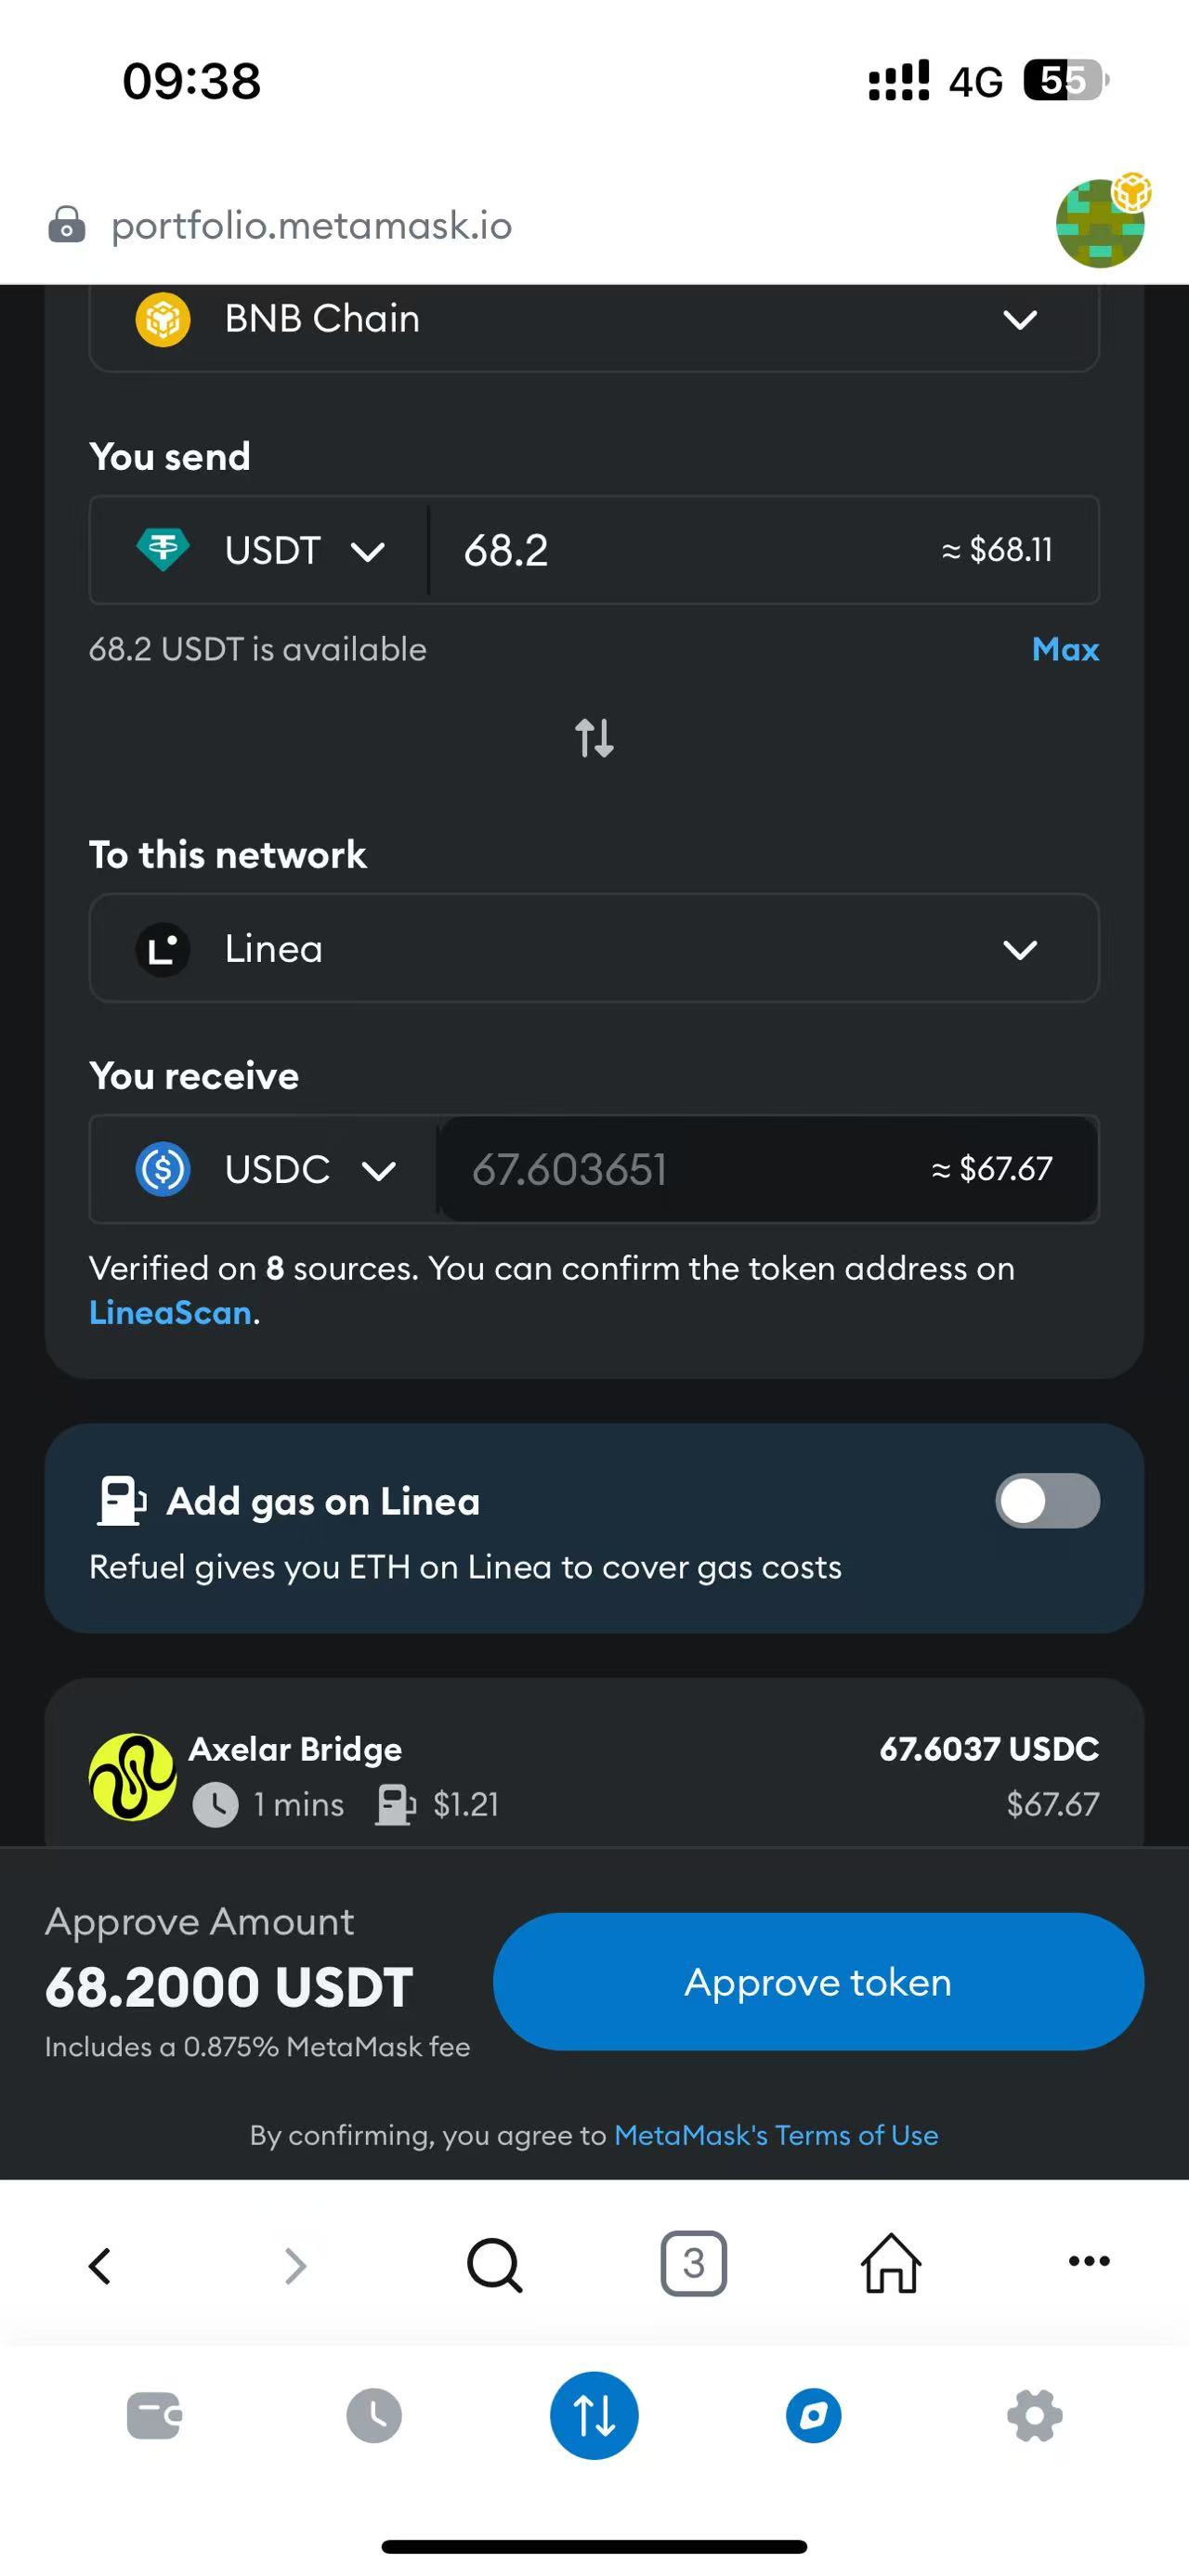 09:38
4G 55
portfolio.metamask.io
BNB Chain
You send
USDT 68.2 ≈ $68.11
68.2 USDT is available Max
To this network
Linea
You receive
USDC 67.603651 ≈ $67.67
Verified on 8 sources. You can confirm the token address on
LineaScan.
Add gas on Linea
Refuel gives you ETH on Linea to cover gas costs
Axelar Bridge 67.6037 USDC
1 mins $1.21 $67.67
Approve Amount
68.2000 USDT
Includes a 0.875% MetaMask fee
Approve token
By confirming, you agree to MetaMask's Terms of Use
3